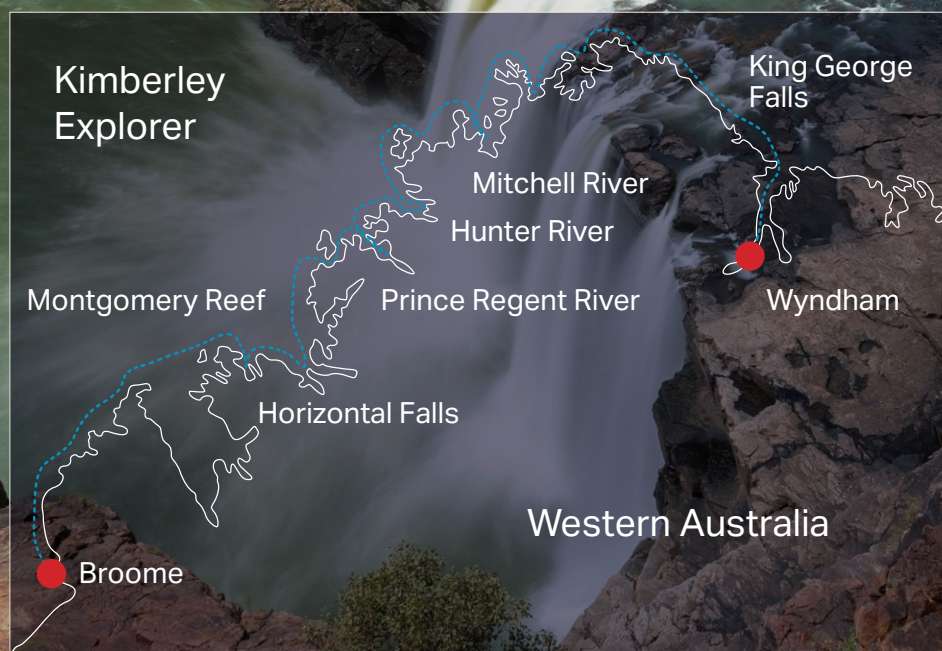 Kimberley
Explorer
King George
Falls
Mitchell River
Hunter River
Montgomery Reef
Prince Regent River
Wyndham
Horizontal Falls
Western Australia
Broome